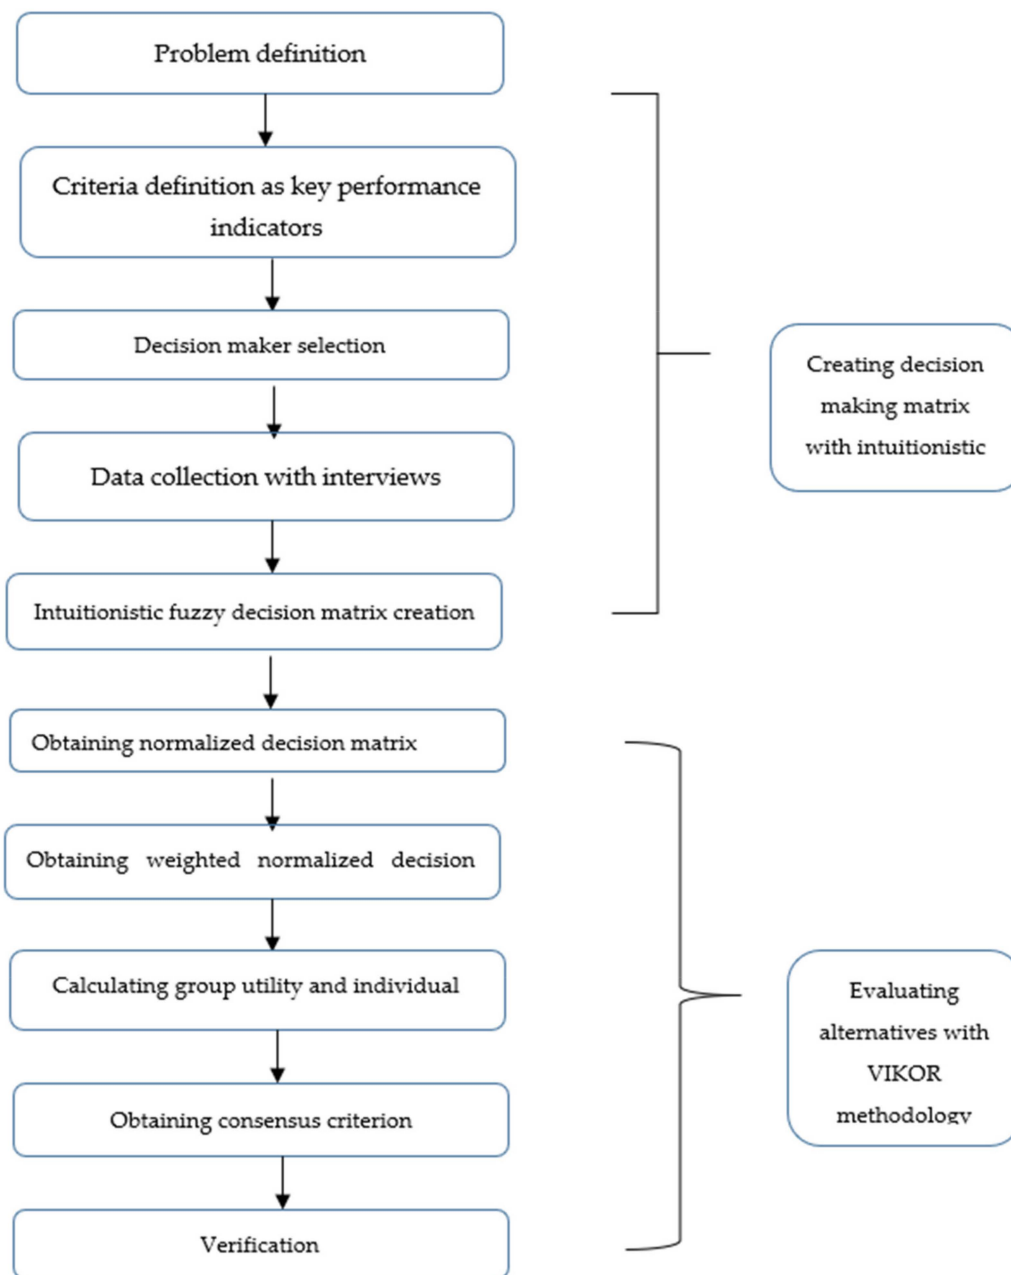 Problem definition
Criteria definition as key performance
indicators
Decision maker selection
Data collection with interviews
Intuitionistic fuzzy decision matrix creation
Creating decision
making matrix
with intuitionistic
Obtaining normalized decision matrix
Obtaining weighted normalized decision
Calculating group utility and individual
Obtaining consensus criterion
Verification
Evaluating
alternatives with
VIKOR
methodology